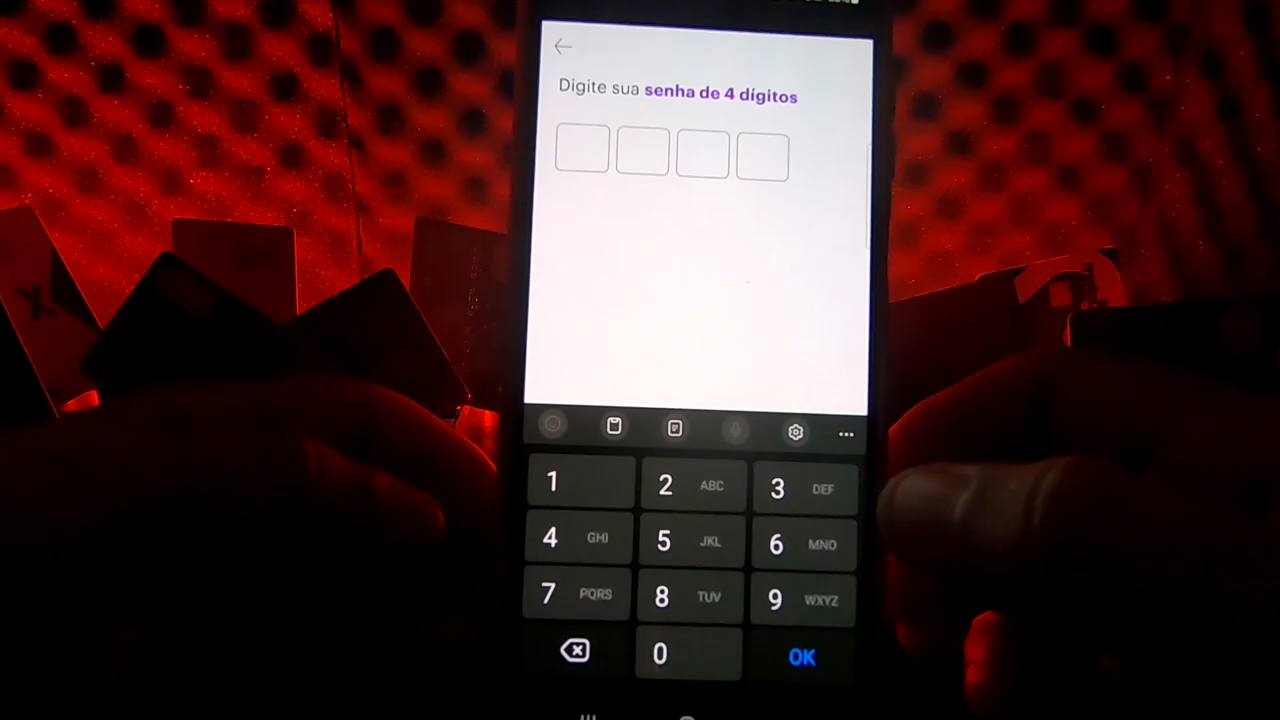 Digite sua senha de 4 dígitos
1
2 ABC
3 DEF
4 GHI
5 JKL
6 MNO
7 PQRS
8 TUV
9 WXYZ
0
OK
X